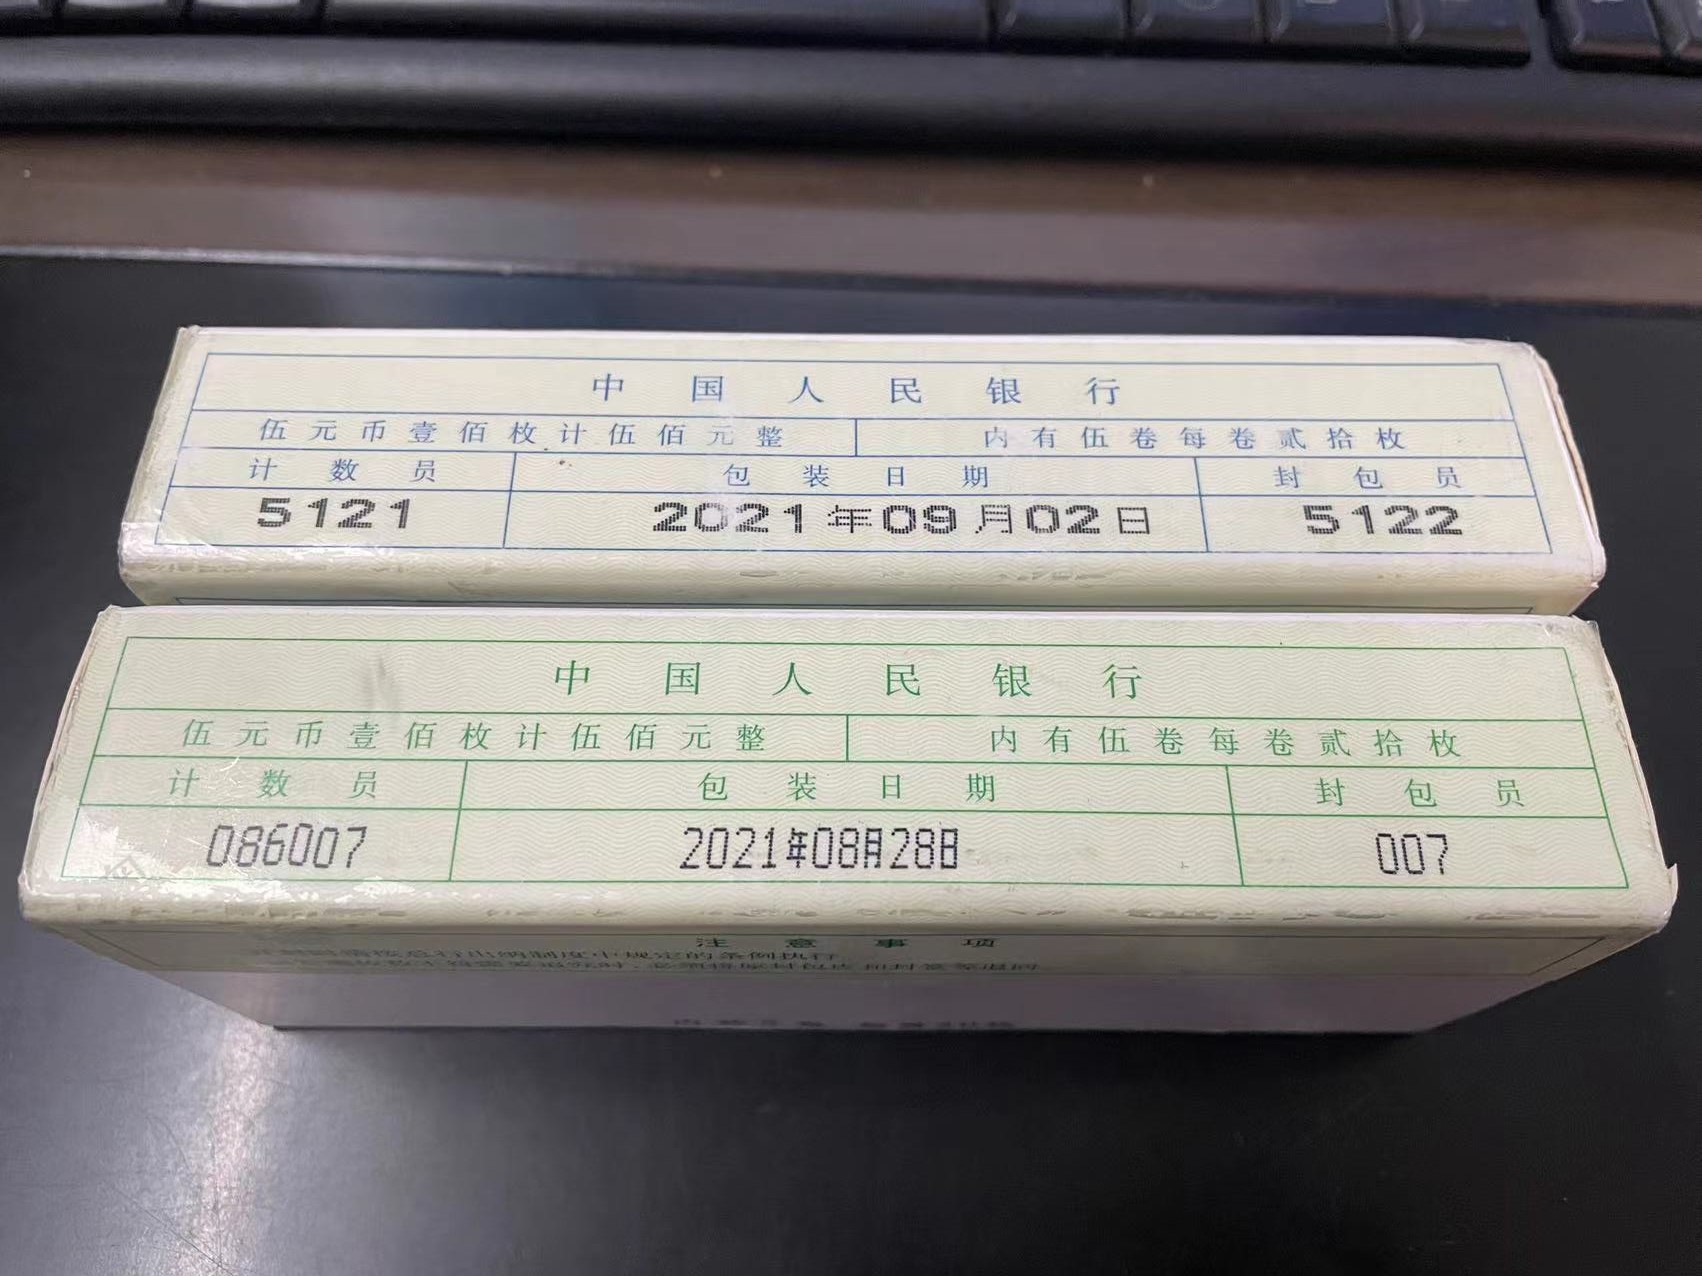 中国人民银行
伍元币壹佰枚计伍佰元整 内有伍卷每卷贰拾枚
计数员 包装日期 封包员
5121 2021年09月02日 5122
中国人民银行
伍元币壹佰枚计伍佰元整 内有伍卷每卷贰拾枚
计数员 包装日期 封包员
086007 2021年08月28日 007
注意事项